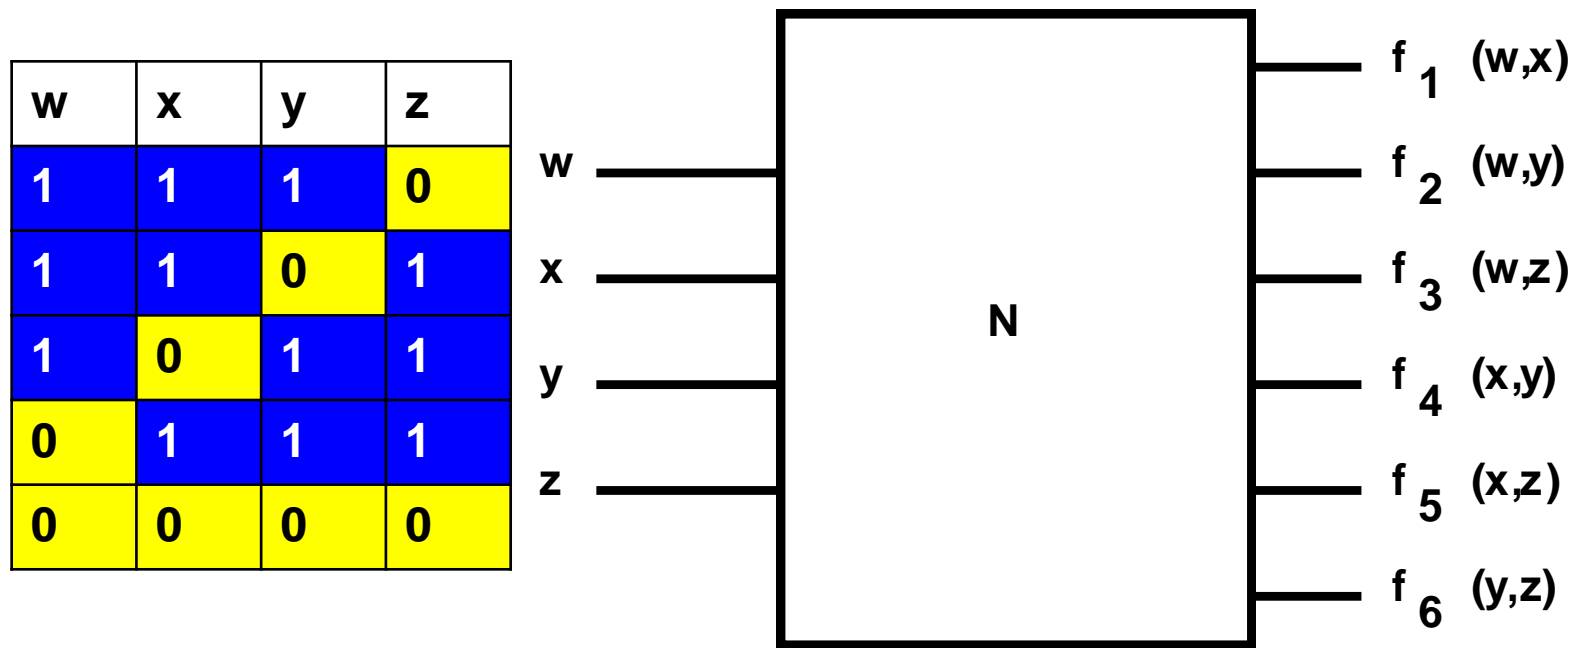 w x y z
1 1 1 0
1 1 0 1
1 0 1 1
0 1 1 1
0 0 0 0
w
x
y
z
N
f 1 (w,x)
f 2 (w,y)
f 3 (w,z)
f 4 (x,y)
f 5 (x,z)
f 6 (y,z)